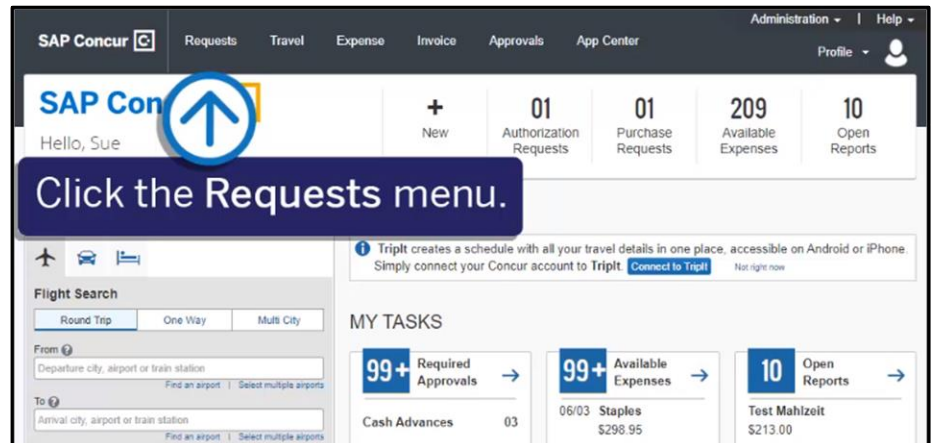 Administration | Help
SAP Concur C Requests Travel Expense Invoice Approvals App Center
Profile
SAP Con
Hello, Sue
+
New
01
Authorization
Requests
01
Purchase
Requests
209
Available
Expenses
10
Open
Reports
Click the Requests menu.
TripIt creates a schedule with all your travel details in one place, accessible on Android or iPhone.
Simply connect your Concur account to TripIt. Connect to TripIt Not right now
Flight Search
Round Trip One Way Multi City
From ?
Departure city, airport or train station
Find an airport | Select multiple airports
To ?
Arrival city, airport or train station
Find an airport | Select multiple airports
MY TASKS
99+ Required
Approvals →
Cash Advances 03
99+ Available
Expenses →
06/03 Staples
$298.95
10 Open
Reports →
Test Mahlzeit
$213.00